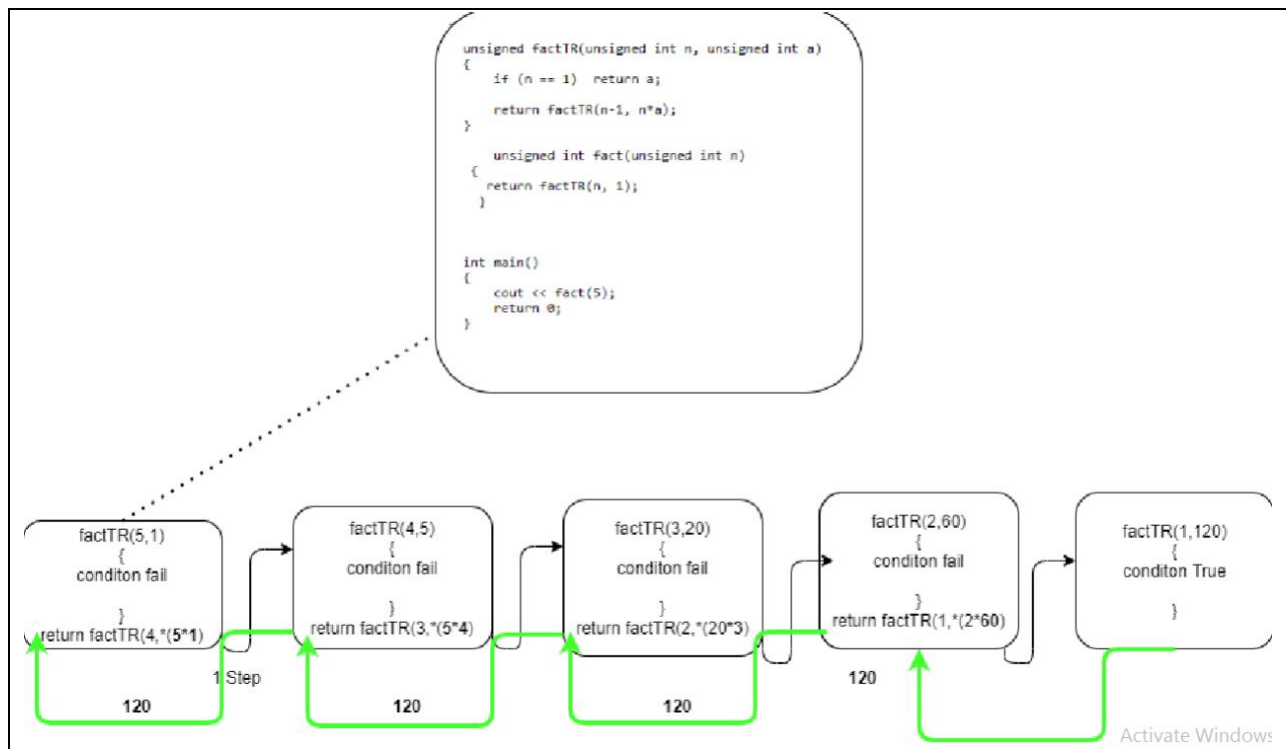 unsigned factTR(unsigned int n, unsigned int a)
{
if (n == 1) return a;
return factTR(n-1, n*a);
}
unsigned int fact(unsigned int n)
{
return factTR(n, 1);
}
int main()
{
cout << fact(5);
return 0;
}
factTR(5,1)
{
conditon fail
}
return factTR(4,*(5*1)
factTR(4,5)
{
conditon fail
}
return factTR(3,*(5*4)
factTR(3,20)
{
conditon fail
}
return factTR(2,*(20*3)
factTR(2,60)
{
conditon fail
}
return factTR(1,*(2*60)
factTR(1,120)
{
conditon True
}
1 Step
120
120
120
120
Activate Windows